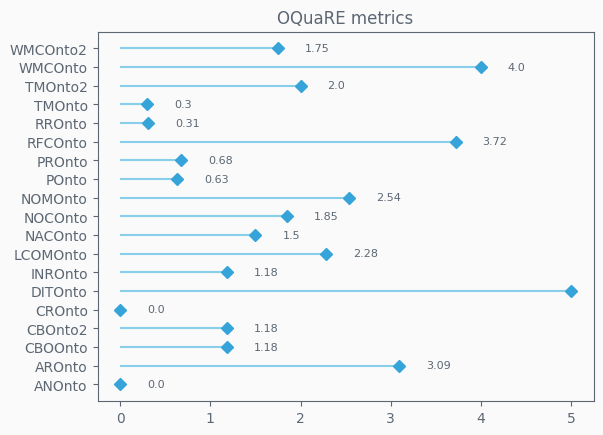 OQuaRE metrics
WMCOnto2 1.75
WMCOnto 4.0
TMOnto2 2.0
TMOnto 0.3
RROnto 0.31
RFCOnto 3.72
PROnto 0.68
POnto 0.63
NOMOnto 2.54
NOCOnto 1.85
NACOnto 1.5
LCOMOnto 2.28
INROnto 1.18
DITOnto
CROnto 0.0
CBOnto2 1.18
CBOOnto 1.18
AROnto 3.09
ANOnto 0.0
0 1 2 3 4 5